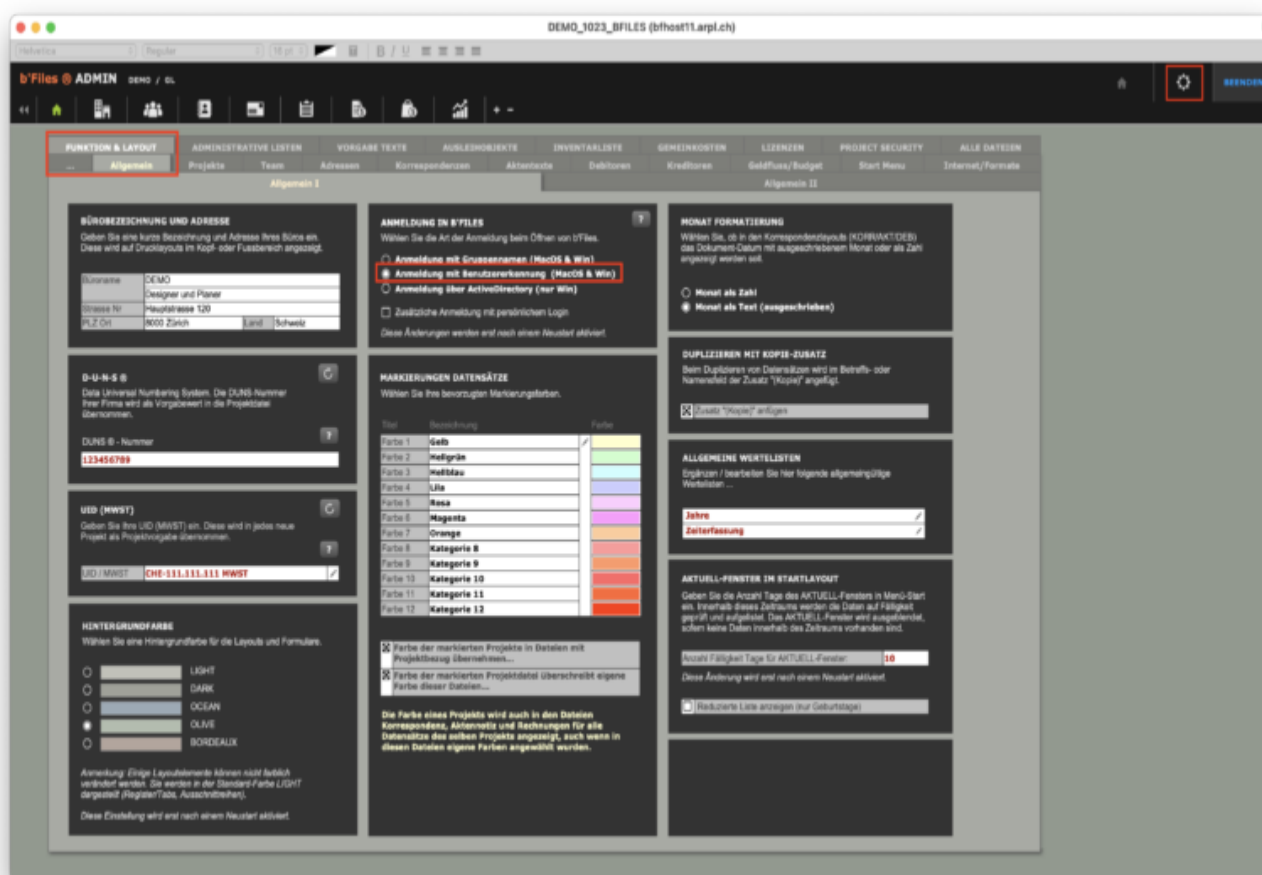 DEMO_1023_BFILES (bfhost11.arpl.ch)
Helvetica Regular 18 pt B I U
b'Files ® ADMIN DEMO / GL
BEENDEN
FUNKTION & LAYOUT ADMINISTRATIVE LISTEN VORGABE TEXTE AUSLEIHOBJEKTE INVENTARLISTE GEMEINKOSTEN LIZENZEN PROJECT SECURITY ALLE DATEIEN
... Allgemein Projekte Team Adressen Korrespondenzen Aktentexte Debitoren Kreditoren Geldfluss/Budget Start Menu Internet/Formate
Allgemein I Allgemein II
BÜROBEZEICHNUNG UND ADRESSE
Geben Sie eine kurze Bezeichnung und Adresse Ihres Büros ein.
Diese wird auf Drucklayouts im Kopf- oder Fussbereich angezeigt.
Büroname DEMO
Designer und Planer
Strasse Nr Hauptstrasse 120
PLZ Ort 8000 Zürich Land Schweiz
D-U-N-S ®
Data Universal Numbering System. Die DUNS-Nummer
Ihrer Firma wird als Vorgabewert in die Projektdatei
übernommen.
DUNS ® - Nummer ?
123456789
UID (MWST)
Geben Sie Ihre UID (MWST) ein. Diese wird in jedes neue
Projekt als Projektvorgabe übernommen.
?
UID / MWST CHE-111.111.111 MWST
HINTERGRUNDFARBE
Wählen Sie eine Hintergrundfarbe für die Layouts und Formulare.
LIGHT
DARK
OCEAN
OLIVE
BORDEAUX
Anmerkung: Einige Layoutelemente können nicht farblich
verändert werden. Sie werden in der Standard-Farbe LIGHT
dargestellt (Register/Tabs, Ausschnittreihen).
Diese Einstellung wird erst nach einem Neustart aktiviert.
ANMELDUNG IN B'FILES ?
Wählen Sie die Art der Anmeldung beim Öffnen von b'Files.
Anmeldung mit Gruppennamen (MacOS & Win)
Anmeldung mit Benutzererkennung (MacOS & Win)
Anmeldung über ActiveDirectory (nur Win)
Zusätzliche Anmeldung mit persönlichem Login
Diese Änderungen werden erst nach einem Neustart aktiviert.
MARKIERUNGEN DATENSÄTZE
Wählen Sie Ihre bevorzugten Markierungsfarben.
Titel Bezeichnung Farbe
Farbe 1 Gelb
Farbe 2 Hellgrün
Farbe 3 Hellblau
Farbe 4 Lila
Farbe 5 Rosa
Farbe 6 Magenta
Farbe 7 Orange
Farbe 8 Kategorie 8
Farbe 9 Kategorie 9
Farbe 10 Kategorie 10
Farbe 11 Kategorie 11
Farbe 12 Kategorie 12
Farbe der markierten Projekte in Dateien mit
Projektbezug übernehmen...
Farbe der markierten Projektdatei überschreibt eigene
Farbe dieser Dateien...
Die Farbe eines Projekts wird auch in den Dateien
Korrespondenz, Aktennotiz und Rechnungen für alle
Datensätze des selben Projekts angezeigt, auch wenn in
diesen Dateien eigene Farben angewählt wurden.
MONAT FORMATIERUNG
Wählen Sie, ob in den Korrespondenzlayouts (KORR/AKT/DEB)
das Dokument-Datum mit ausgeschriebenem Monat oder als Zahl
angezeigt werden soll.
Monat als Zahl
Monat als Text (ausgeschrieben)
DUPLIZIEREN MIT KOPIE-ZUSATZ
Beim Duplizieren von Datensätzen wird im Betreffs- oder
Namensfeld der Zusatz "(Kopie)" angefügt.
Zusatz "(Kopie)" anfügen
ALLGEMEINE WERTELISTEN
Ergänzen / bearbeiten Sie hier folgende allgemeingültige
Wertelisten ...
Jahre
Zeiterfassung
AKTUELL-FENSTER IM STARTLAYOUT
Geben Sie die Anzahl Tage des AKTUELL-Fensters in Menü-Start
ein. Innerhalb dieses Zeitraums werden die Daten auf Fälligkeit
geprüft und aufgelistet. Das AKTUELL-Fenster wird ausgeblendet,
sofern keine Daten innerhalb des Zeitraums vorhanden sind.
Anzahl Fälligkeit Tage für AKTUELL-Fenster: 10
Diese Änderung wird erst nach einem Neustart aktiviert.
Reduzierte Liste anzeigen (nur Geburtstage)